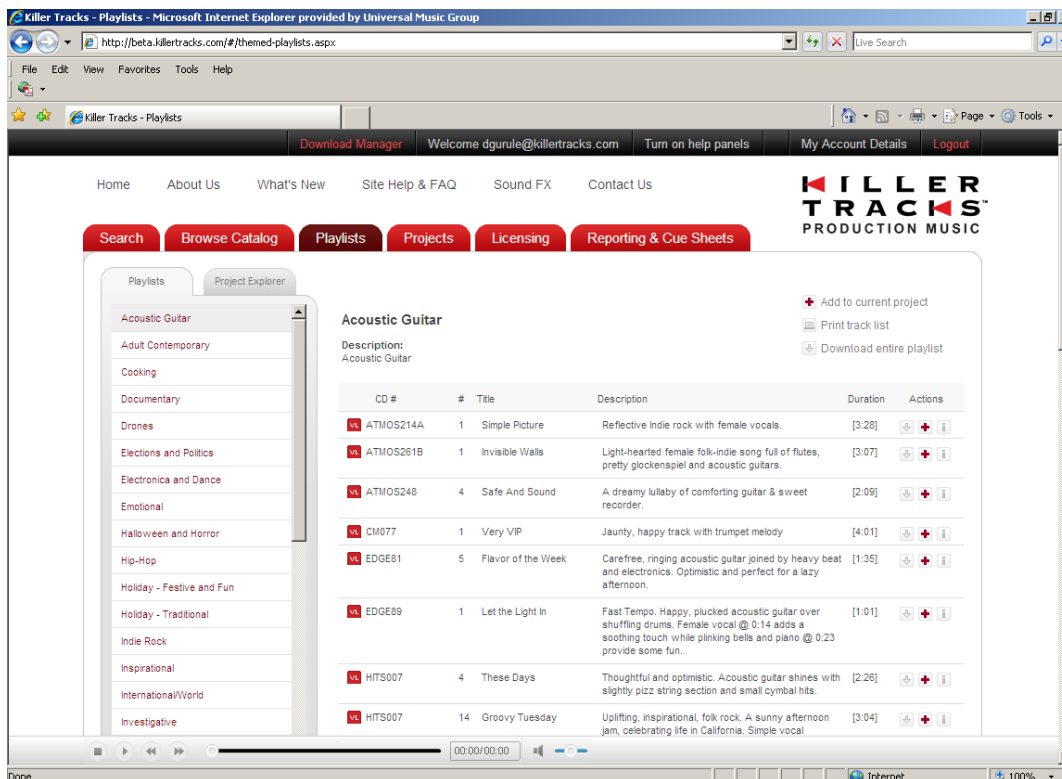 Killer Tracks - Playlists - Microsoft Internet Explorer provided by Universal Music Group
http://beta.killertracks.com/#/themed-playlists.aspx
Live Search
File Edit View Favorites Tools Help
Killer Tracks - Playlists
Page Tools
Download Manager Welcome dgurule@killertracks.com Turn on help panels My Account Details Logout
Home About Us What's New Site Help & FAQ Sound FX Contact Us
KILLER
TRACKS™
PRODUCTION MUSIC
Search Browse Catalog Playlists Projects Licensing Reporting & Cue Sheets
Playlists Project Explorer
Acoustic Guitar
Adult Contemporary
Cooking
Documentary
Drones
Elections and Politics
Electronica and Dance
Emotional
Halloween and Horror
Hip-Hop
Holiday - Festive and Fun
Holiday - Traditional
Indie Rock
Inspirational
International/World
Investigative
Acoustic Guitar
Description:
Acoustic Guitar
Add to current project
Print track list
Download entire playlist
CD # # Title Description Duration Actions
VL ATMOS214A 1 Simple Picture Reflective Indie rock with female vocals. [3:28]
VL ATMOS261B 1 Invisible Walls Light-hearted female folk-indie song full of flutes, [3:07]
pretty glockenspiel and acoustic guitars.
VL ATMOS248 4 Safe And Sound A dreamy lullaby of comforting guitar & sweet [2:09]
recorder.
VL CM077 1 Very VIP Jaunty, happy track with trumpet melody [4:01]
VL EDGE81 5 Flavor of the Week Carefree, ringing acoustic guitar joined by heavy beat [1:35]
and electronics. Optimistic and perfect for a lazy
afternoon.
VL EDGE89 1 Let the Light In Fast Tempo. Happy, plucked acoustic guitar over [1:01]
shuffling drums. Female vocal @ 0:14 adds a
soothing touch while plinking bells and piano @ 0:23
provide some fun.
VL HITS007 4 These Days Thoughtful and optimistic. Acoustic guitar shines with [2:26]
slightly pizz string section and small cymbal hits.
VL HITS007 14 Groovy Tuesday Uplifting, inspirational, folk rock. A sunny afternoon [3:04]
jam, celebrating life in California. Simple vocal
00:00/00:00
Done Internet 100%